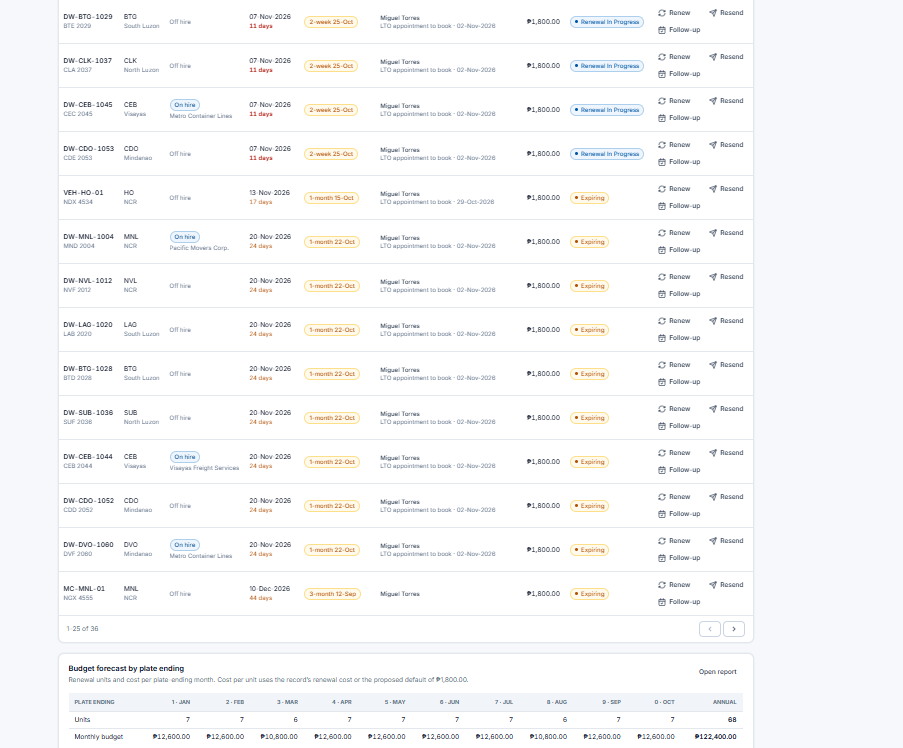 DW-BTG-1029 BTG Off hire 07 Nov 2026 2-week 25-Oct Miguel Torres ₱1,800.00 Renewal In Progress Renew Resend
BTE 2029 South Luzon 11 days LTO appointment to book · 02-Nov-2026 Follow-up
DW-CLK-1037 CLK Off hire 07 Nov 2026 2-week 25-Oct Miguel Torres ₱1,800.00 Renewal In Progress Renew Resend
CLA 2037 North Luzon 11 days LTO appointment to book · 02-Nov-2026 Follow-up
DW-CEB-1045 CEB On hire 07 Nov 2026 2-week 25-Oct Miguel Torres ₱1,800.00 Renewal In Progress Renew Resend
CEC 2045 Visayas Metro Container Lines 11 days LTO appointment to book · 02-Nov-2026 Follow-up
DW-CDO-1053 CDO Off hire 07 Nov 2026 2-week 25-Oct Miguel Torres ₱1,800.00 Renewal In Progress Renew Resend
CDE 2053 Mindanao 11 days LTO appointment to book · 02-Nov-2026 Follow-up
VEH-HO-01 HO Off hire 13 Nov 2026 1-month 15-Oct Miguel Torres ₱1,800.00 Expiring Renew Resend
NDX 4534 NCR 17 days LTO appointment to book · 29-Oct-2026 Follow-up
DW-MNL-1004 MNL On hire 20 Nov 2026 1-month 22-Oct Miguel Torres ₱1,800.00 Expiring Renew Resend
MND 2004 NCR Pacific Movers Corp. 24 days LTO appointment to book · 02-Nov-2026 Follow-up
DW-NVL-1012 NVL Off hire 20 Nov 2026 1-month 22-Oct Miguel Torres ₱1,800.00 Expiring Renew Resend
NVF 2012 NCR 24 days LTO appointment to book · 02-Nov-2026 Follow-up
DW-LAG-1020 LAG Off hire 20 Nov 2026 1-month 22-Oct Miguel Torres ₱1,800.00 Expiring Renew Resend
LAB 2020 South Luzon 24 days LTO appointment to book · 02-Nov-2026 Follow-up
DW-BTG-1028 BTG Off hire 20 Nov 2026 1-month 22-Oct Miguel Torres ₱1,800.00 Expiring Renew Resend
BTD 2028 South Luzon 24 days LTO appointment to book · 02-Nov-2026 Follow-up
DW-SUB-1036 SUB Off hire 20 Nov 2026 1-month 22-Oct Miguel Torres ₱1,800.00 Expiring Renew Resend
SUF 2036 North Luzon 24 days LTO appointment to book · 02-Nov-2026 Follow-up
DW-CEB-1044 CEB On hire 20 Nov 2026 1-month 22-Oct Miguel Torres ₱1,800.00 Expiring Renew Resend
CEB 2044 Visayas Visayas Freight Services 24 days LTO appointment to book · 02-Nov-2026 Follow-up
DW-CDO-1052 CDO Off hire 20 Nov 2026 1-month 22-Oct Miguel Torres ₱1,800.00 Expiring Renew Resend
CDD 2052 Mindanao 24 days LTO appointment to book · 02-Nov-2026 Follow-up
DW-DVO-1060 DVO On hire 20 Nov 2026 1-month 22-Oct Miguel Torres ₱1,800.00 Expiring Renew Resend
DVF 2060 Mindanao Metro Container Lines 24 days LTO appointment to book · 02-Nov-2026 Follow-up
MC-MNL-01 MNL Off hire 10 Dec 2026 3-month 12-Sep Miguel Torres ₱1,800.00 Expiring Renew Resend
NGX 4555 NCR 44 days Follow-up
1-25 of 36
Budget forecast by plate ending Open report
Renewal units and cost per plate-ending month. Cost per unit uses the record's renewal cost or the proposed default of ₱1,800.00.
PLATE ENDING 1 · JAN 2 · FEB 3 · MAR 4 · APR 5 · MAY 6 · JUN 7 · JUL 8 · AUG 9 · SEP 0 · OCT ANNUAL
Units 7 7 6 7 7 7 7 6 7 7 68
Monthly budget ₱12,600.00 ₱12,600.00 ₱10,800.00 ₱12,600.00 ₱12,600.00 ₱12,600.00 ₱12,600.00 ₱10,800.00 ₱12,600.00 ₱12,600.00 ₱122,400.00